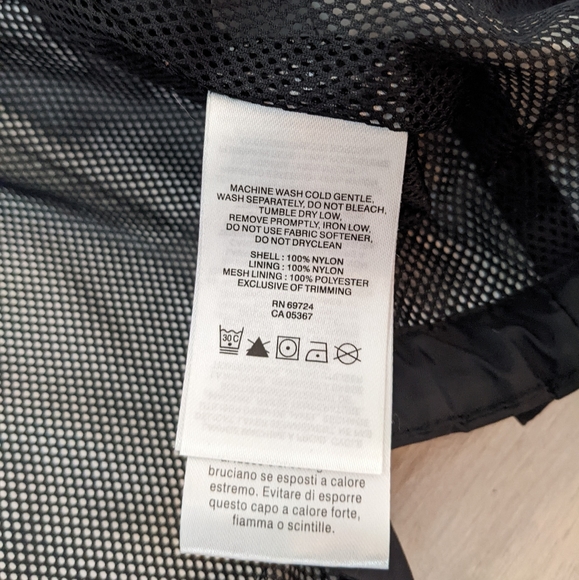 MACHINE WASH COLD GENTLE,
WASH SEPARATELY, DO NOT BLEACH,
TUMBLE DRY LOW,
REMOVE PROMPTLY, IRON LOW,
DO NOT USE FABRIC SOFTENER,
DO NOT DRYCLEAN
SHELL : 100% NYLON
LINING : 100% NYLON
MESH LINING : 100% POLYESTER
EXCLUSIVE OF TRIMMING
RN 69724
CA 05367
30C
bruciano se esposti a calore
estremo. Evitare di esporre
questo capo a calore forte,
fiamma o scintille.